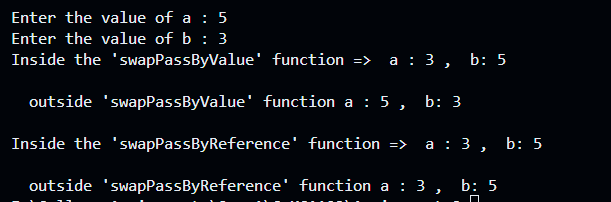 Enter the value of a : 5
Enter the value of b : 3
Inside the 'swapPassByValue' function =>  a : 3 ,  b: 5
outside 'swapPassByValue' function a : 5 ,  b: 3
Inside the 'swapPassByReference' function =>  a : 3 ,  b: 5
outside 'swapPassByReference' function a : 3 ,  b: 5